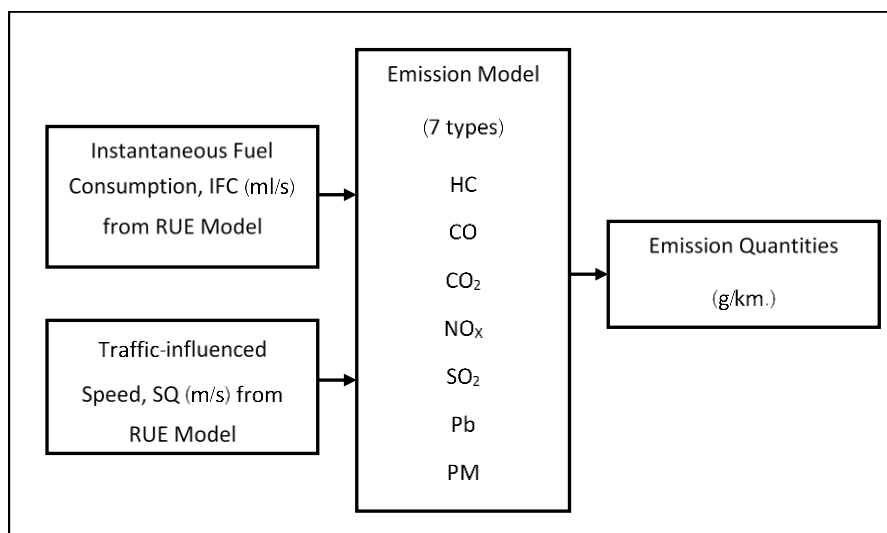 Instantaneous Fuel
Consumption, IFC (ml/s)
from RUE Model
Traffic-influenced
Speed, SQ (m/s) from
RUE Model
Emission Model
(7 types)
HC
CO
CO₂
NOₓ
SO₂
Pb
PM
Emission Quantities
(g/km.)